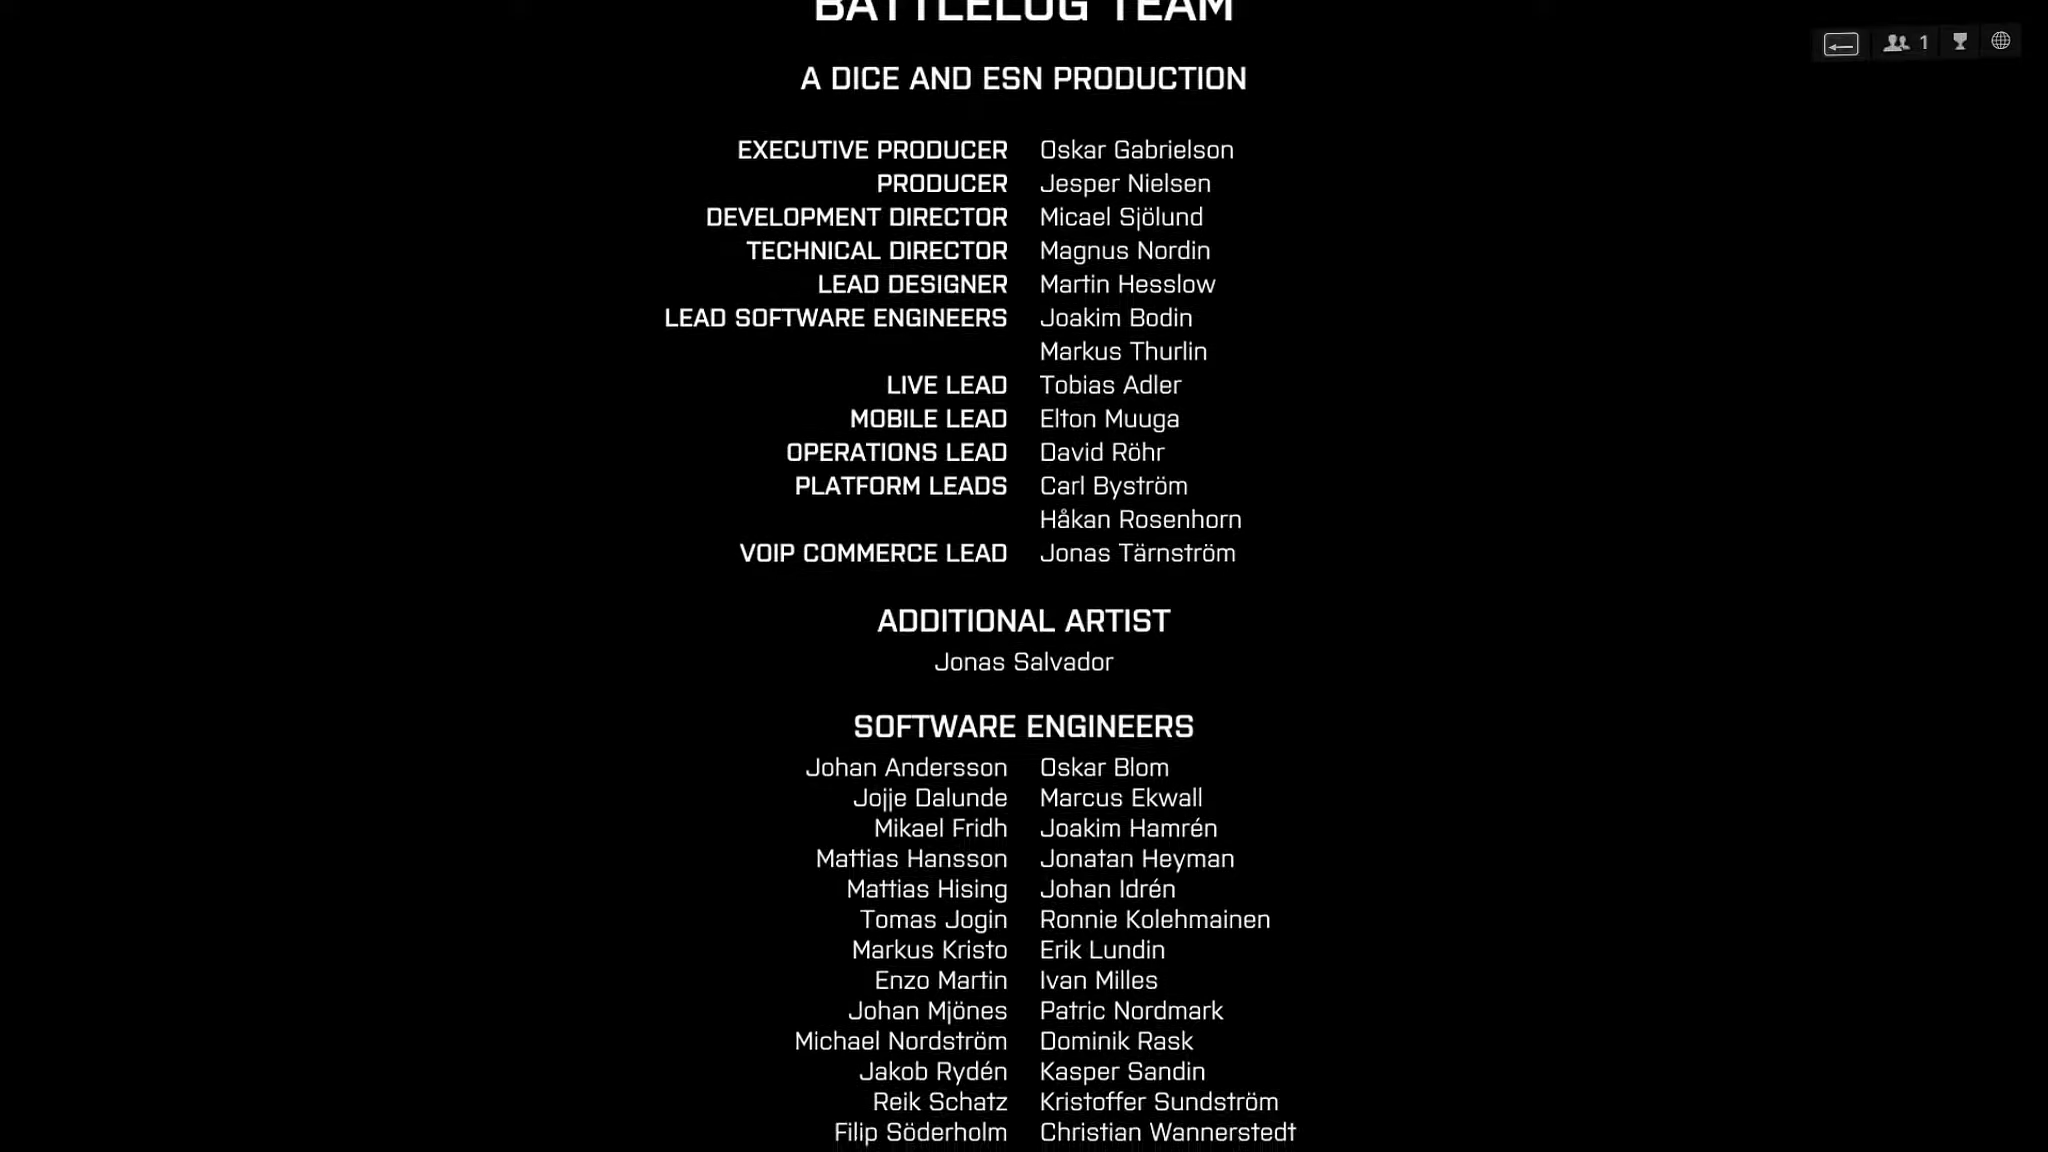 BATTLELOG TEAM
1
A DICE AND ESN PRODUCTION
EXECUTIVE PRODUCER Oskar Gabrielson
PRODUCER Jesper Nielsen
DEVELOPMENT DIRECTOR Micael Sjölund
TECHNICAL DIRECTOR Magnus Nordin
LEAD DESIGNER Martin Hesslow
LEAD SOFTWARE ENGINEERS Joakim Bodin
Markus Thurlin
LIVE LEAD Tobias Adler
MOBILE LEAD Elton Muuga
OPERATIONS LEAD David Röhr
PLATFORM LEADS Carl Byström
Håkan Rosenhorn
VOIP COMMERCE LEAD Jonas Tärnström
ADDITIONAL ARTIST
Jonas Salvador
SOFTWARE ENGINEERS
Johan Andersson Oskar Blom
Jojje Dalunde Marcus Ekwall
Mikael Fridh Joakim Hamrén
Mattias Hansson Jonatan Heyman
Mattias Hising Johan Idrén
Tomas Jogin Ronnie Kolehmainen
Markus Kristo Erik Lundin
Enzo Martin Ivan Milles
Johan Mjönes Patric Nordmark
Michael Nordström Dominik Rask
Jakob Rydén Kasper Sandin
Reik Schatz Kristoffer Sundström
Filip Söderholm Christian Wannerstedt